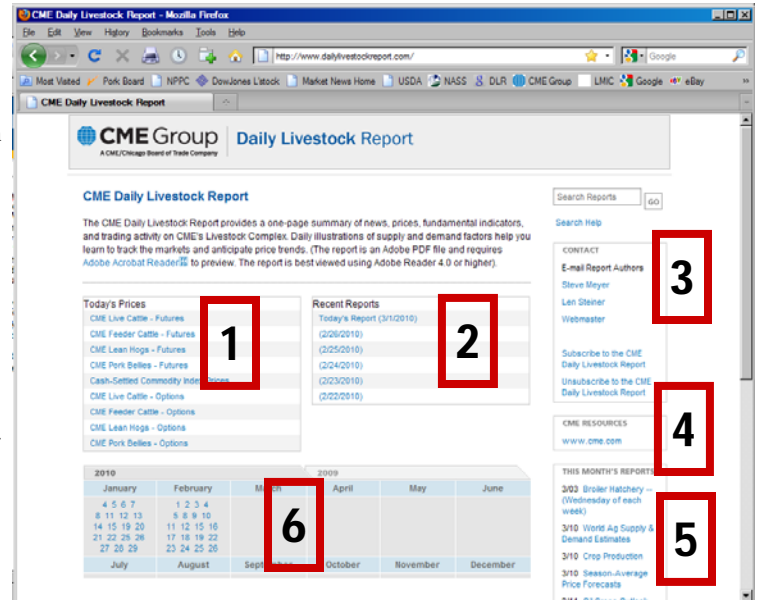 CME Daily Livestock Report - Mozilla Firefox
File Edit View History Bookmarks Tools Help
http://www.dailylivestockreport.com/
Google
Most Visited Pork Board NPPC DowJones L'stock Market News Home USDA NASS DLR CME Group LMIC Google eBay
CME Daily Livestock Report
CME Group
A CME/Chicago Board of Trade Company
Daily Livestock Report
CME Daily Livestock Report
The CME Daily Livestock Report provides a one-page summary of news, prices, fundamental indicators,
and trading activity on CME's Livestock Complex. Daily illustrations of supply and demand factors help you
learn to track the markets and anticipate price trends. (The report is an Adobe PDF file and requires
Adobe Acrobat Reader to preview. The report is best viewed using Adobe Reader 4.0
or higher).
Today's Prices
CME Live Cattle - Futures
CME Feeder Cattle - Futures
CME Lean Hogs - Futures
CME Pork Bellies - Futures
Cash-Settled Commodity Index Prices
CME Live Cattle - Options
CME Feeder Cattle - Options
CME Lean Hogs - Options
CME Pork Bellies - Options
1
Recent Reports
Today's Report (3/1/2010)
(2/26/2010)
(2/25/2010)
(2/24/2010)
(2/23/2010)
(2/22/2010)
2
Search Reports GO
Search Help
CONTACT
E-mail Report Authors
Steve Meyer
Len Steiner
Webmaster
Subscribe to the CME
Daily Livestock Report
Unsubscribe to the CME
Daily Livestock Report
3
CME RESOURCES
www.cme.com
4
THIS MONTH'S REPORTS
3/03 Broiler Hatchery --
(Wednesday of each
week)
3/10 World Ag Supply &
Demand Estimates
3/10 Crop Production
3/10 Season-Average
Price Forecasts
5
2010 2009
January February March April May June
4 5 6 7
8 11 12 13
14 15 19 20
21 22 25 26
27 28 29
1 2 3 4
5 8 9 10
11 12 15 16
17 18 19 22
23 24 25 26
6
July August September October November December